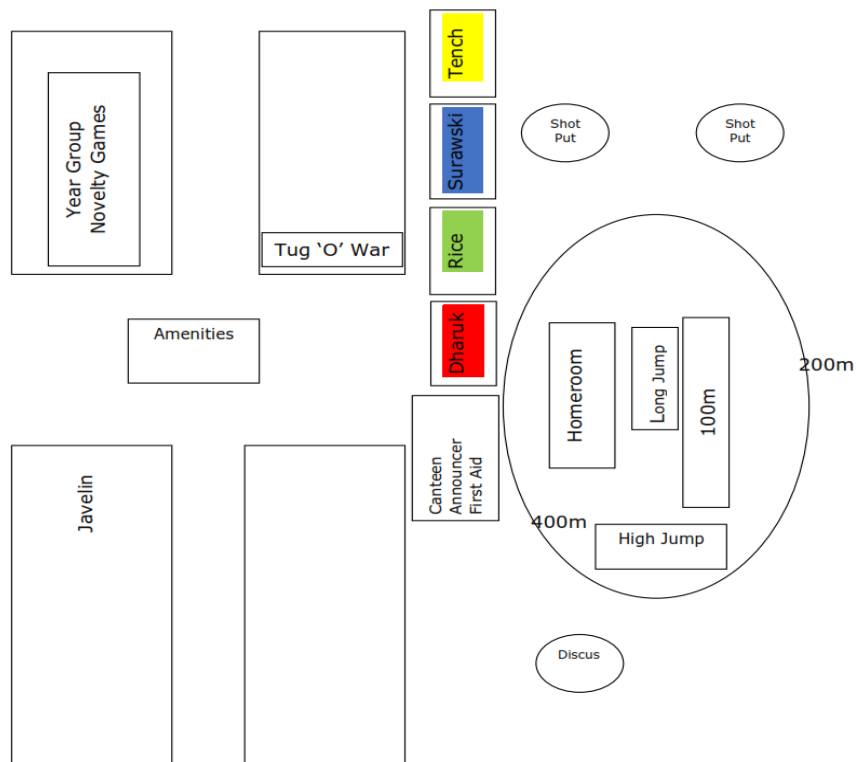 Year Group
Novelty Games
Tug ‘O’ War
Tench
Surawski
Rice
Dharuk
Shot
Put
Shot
Put
Amenities
Homeroom
Long Jump
100m
200m
400m
High Jump
Javelin
Canteen
Announcer
First Aid
Discus